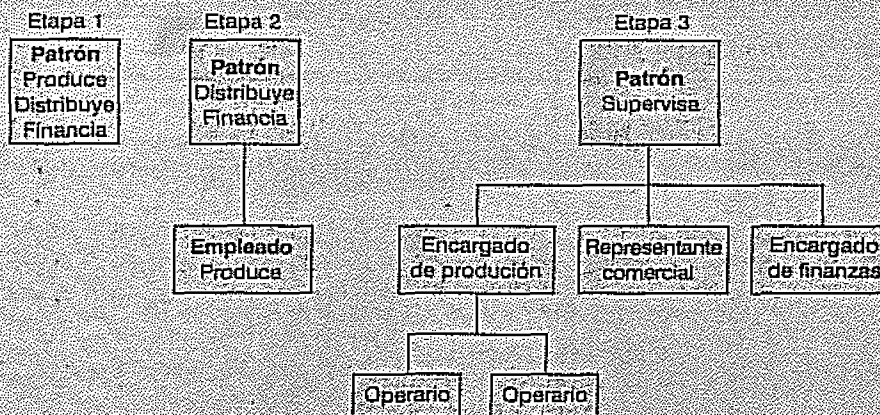 Etapa 1
Patrón
Produce
Distribuye
Financia
Etapa 2
Patrón
Distribuye
Financia
Empleado
Produce
Etapa 3
Patrón
Supervisa
Encargado
de produción
Representante
comercial
Encargado
de finanzas
Operario
Operario